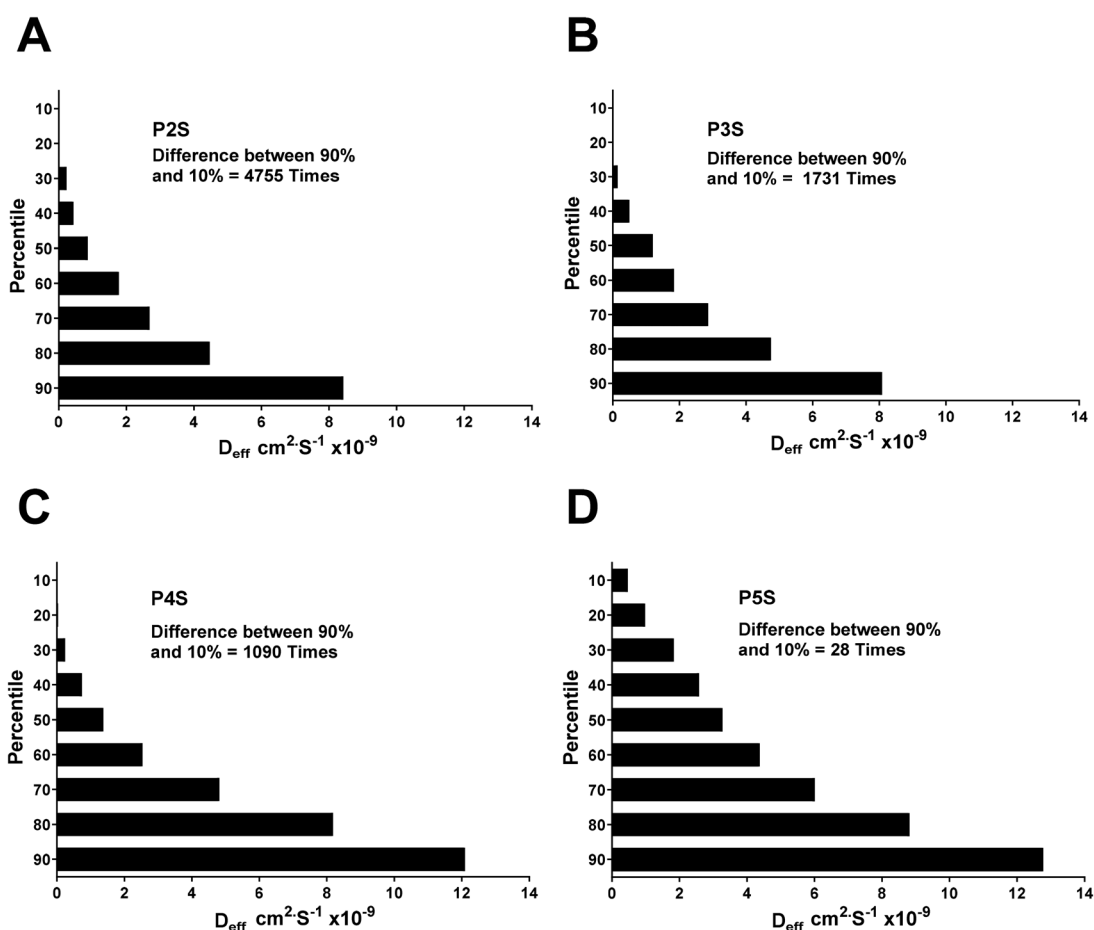 A
P2S
Difference between 90%
and 10% = 4755 Times
Percentile
10
20
30
40
50
60
70
80
90
0 2 4 6 8 10 12 14
D_eff cm²·S⁻¹ x10⁻⁹
B
P3S
Difference between 90%
and 10% = 1731 Times
Percentile
10
20
30
40
50
60
70
80
90
0 2 4 6 8 10 12 14
D_eff cm²·S⁻¹ x10⁻⁹
C
P4S
Difference between 90%
and 10% = 1090 Times
Percentile
10
20
30
40
50
60
70
80
90
0 2 4 6 8 10 12 14
D_eff cm²·S⁻¹ x10⁻⁹
D
P5S
Difference between 90%
and 10% = 28 Times
Percentile
10
20
30
40
50
60
70
80
90
0 2 4 6 8 10 12 14
D_eff cm²·S⁻¹ x10⁻⁹